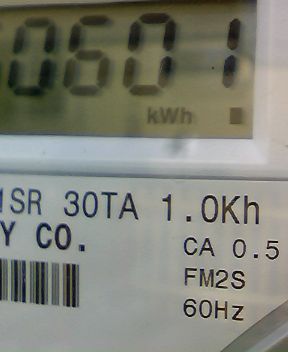 0601
kWh
1SR 30TA 1.0Kh
Y CO.
CA 0.5
FM2S
60Hz